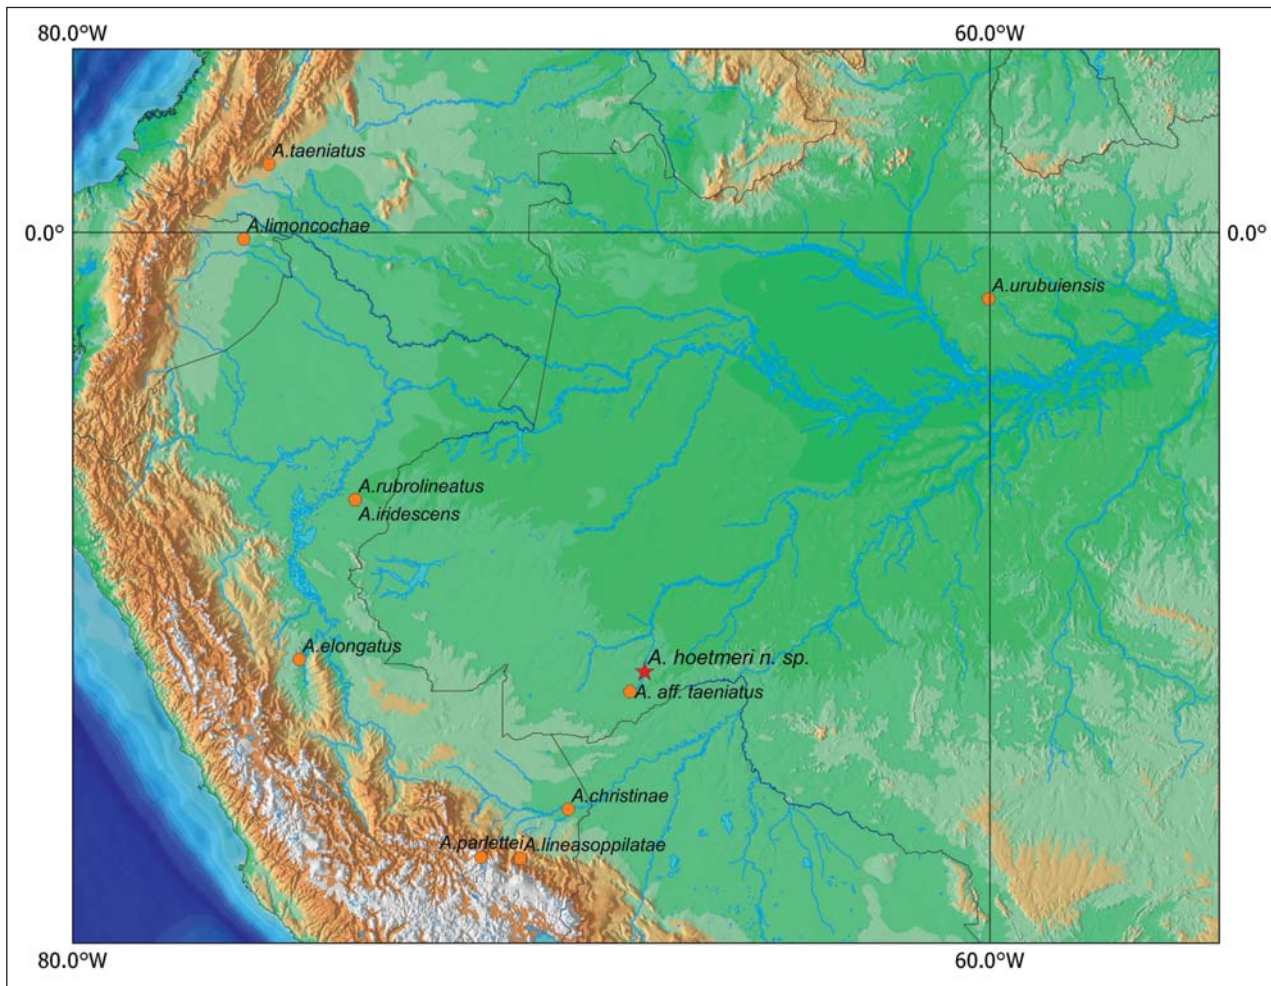 80.0°W 60.0°W
A.taeniatus
A.limoncochae
0.0° 0.0°
A.urubuiensis
A.rubrolineatus
A.iridescens
A.elongatus
A. hoetmeri n. sp.
A. aff. taeniatus
A.christinae
A.parlettei A.lineasoppilatae
80.0°W 60.0°W